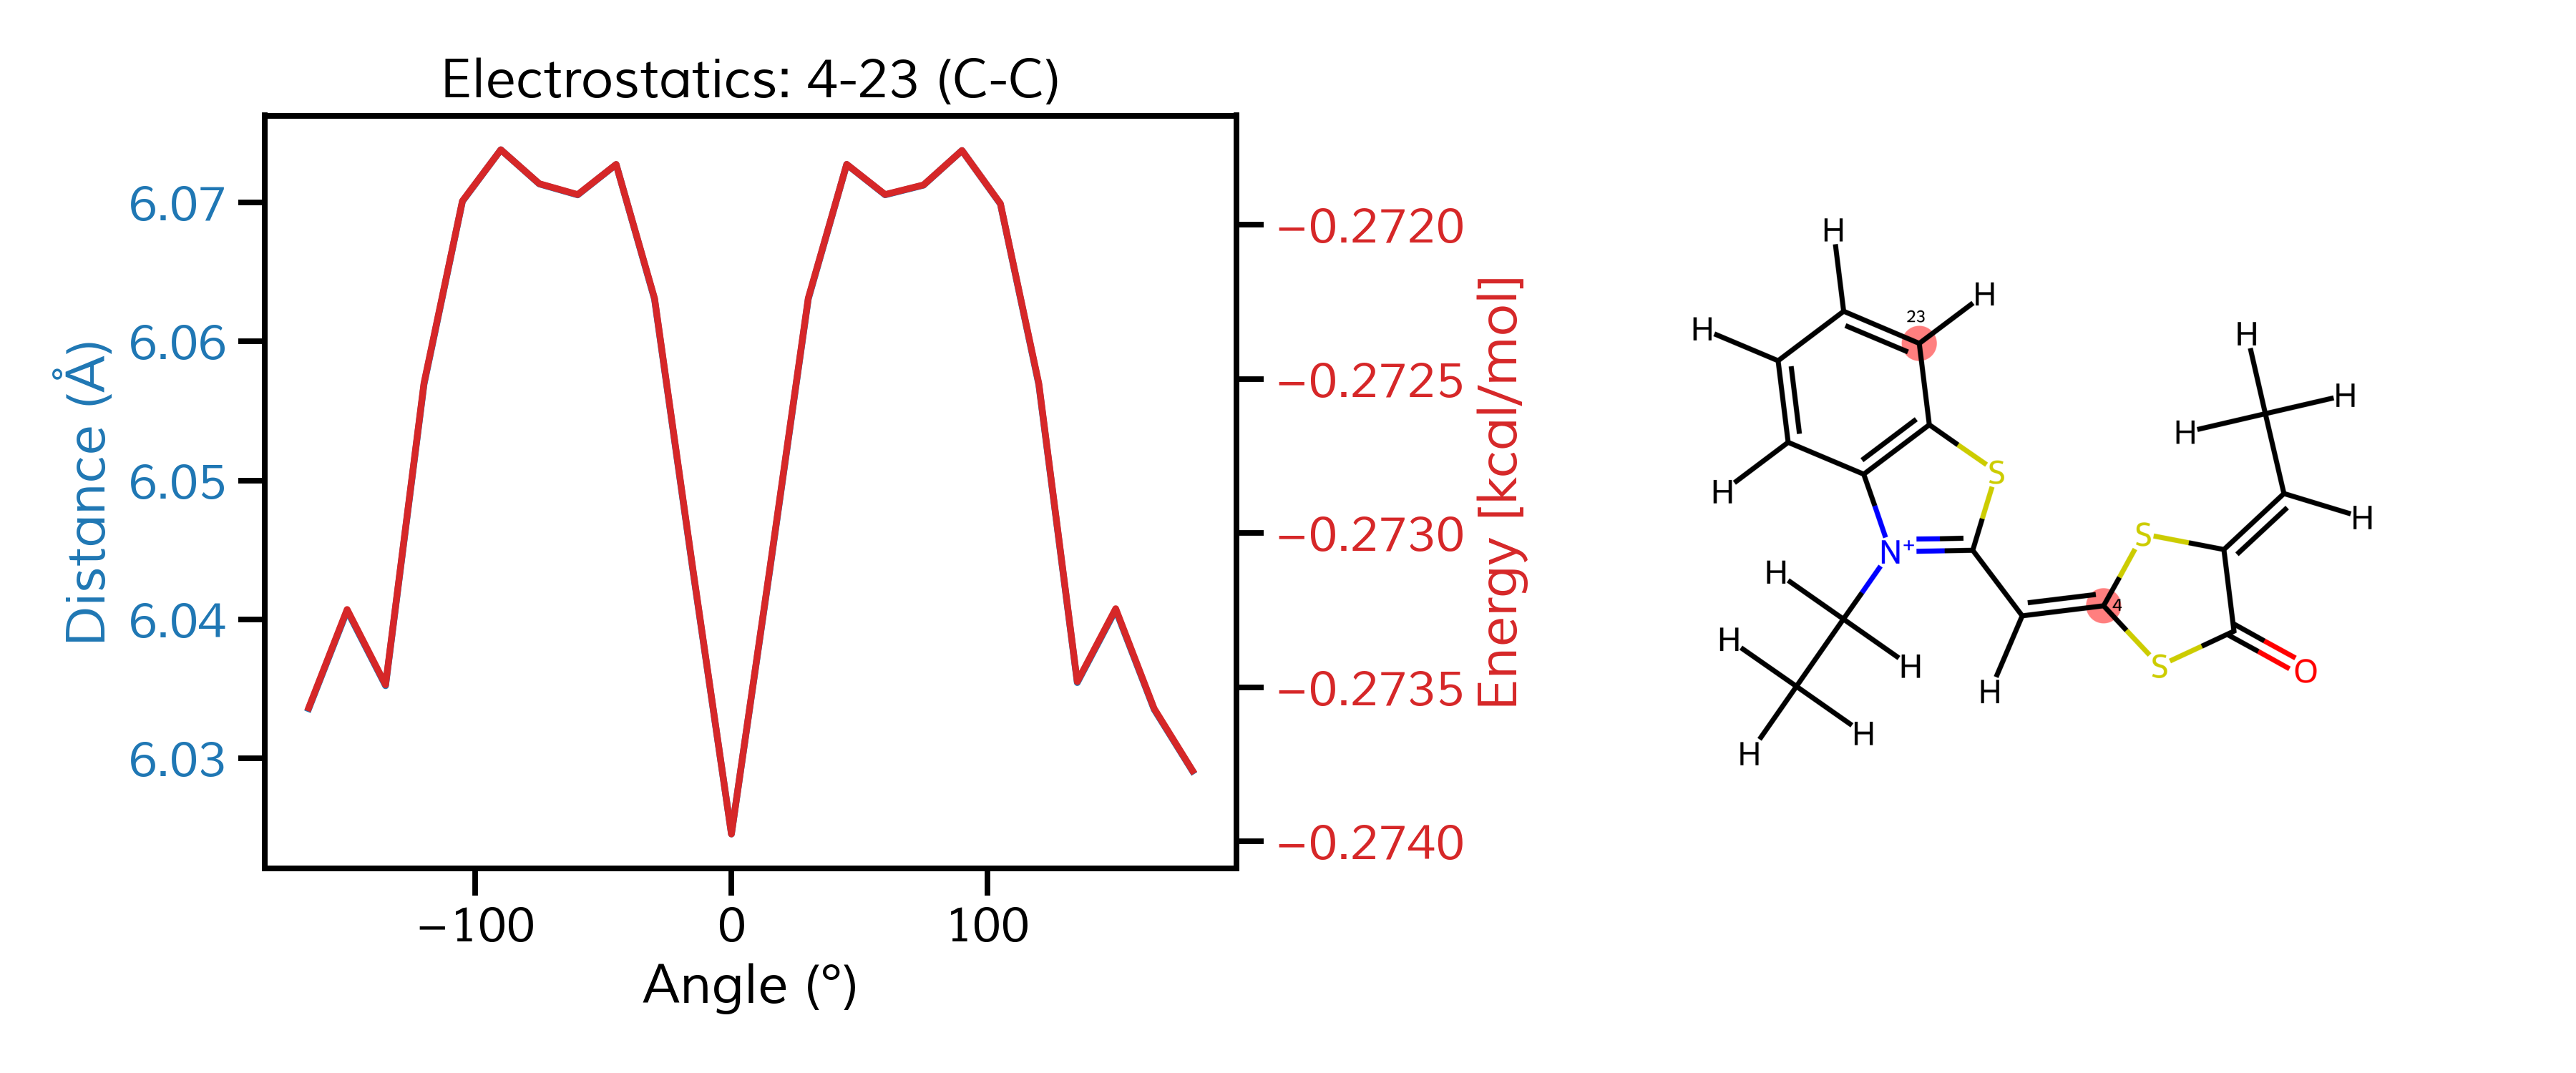 Electrostatics: 4-23 (C-C)
Distance (Å)
6.07
6.06
6.05
6.04
6.03
−100
0
100
Angle (°)
−0.2720
−0.2725
−0.2730
−0.2735
−0.2740
Energy [kcal/mol]
H
H
23
H
H
H
H
S
H
S
H
N+
H
4
H
H
S
O
H
H
H
H